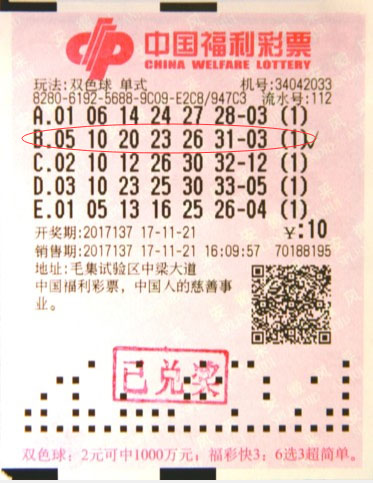 中国福利彩票
CHINA WELFARE LOTTERY
玩法:双色球 单式 机号:34042033
8280-6192-5688-9C09-E2C8/947C3 流水号:112
A.01 06 14 24 27 28-03 (1)
B.05 10 20 23 26 31-03 (1)
C.02 10 12 26 30 32-12 (1)
D.03 10 23 25 30 33-05 (1)
E.01 05 13 16 25 26-04 (1)
开奖期:2017137 17-11-21 ￥:10
销售期:2017137 17-11-21 16:09:57 70188195
地址:毛集试验区中梁大道
中国福利彩票,中国人的慈善事
业。
已兑奖
双色球:2元可中1000万元;福彩快3:6选3超简单。